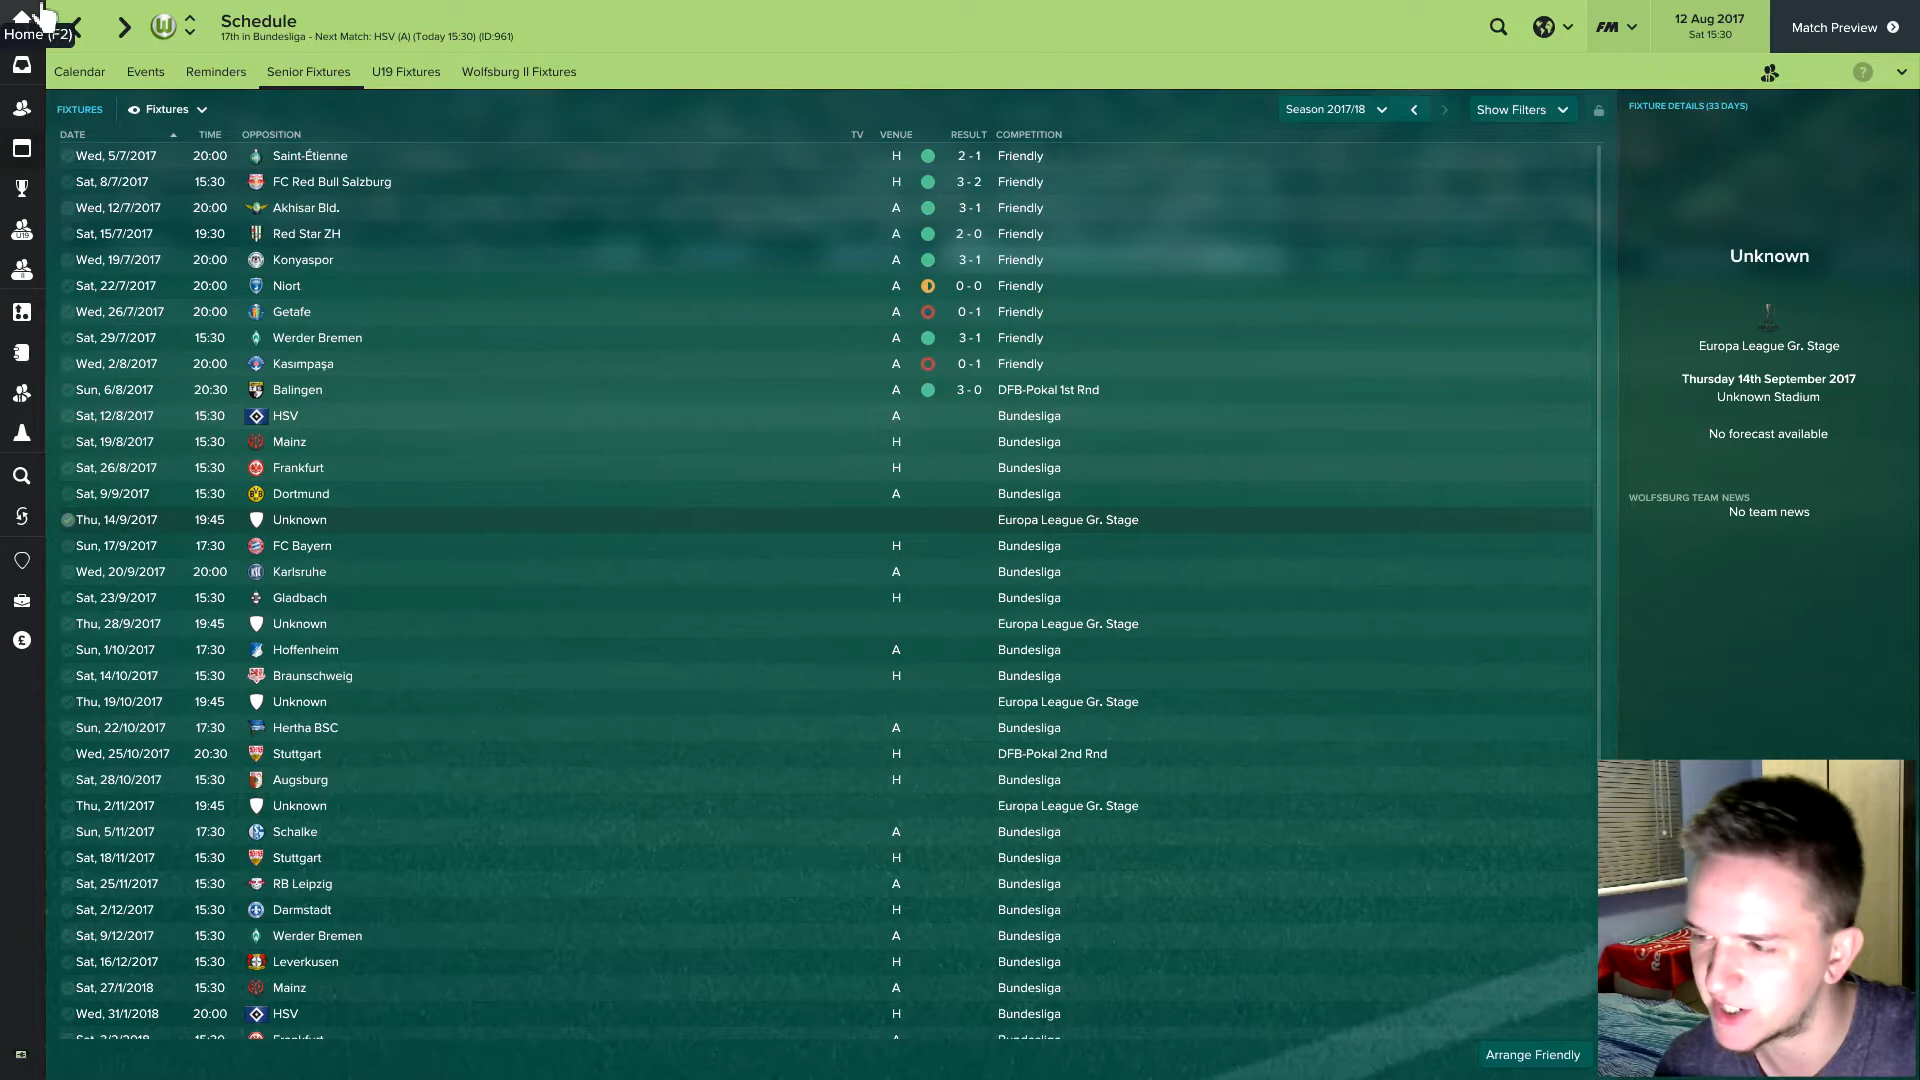 Home (F2)
Schedule
17th in Bundesliga - Next Match: HSV (A) (Today 15:30) (ID:961)
FM
12 Aug 2017
Sat 15:30
Match Preview
Calendar Events Reminders Senior Fixtures U19 Fixtures Wolfsburg II Fixtures
FIXTURES Fixtures Season 2017/18 Show Filters
DATE TIME OPPOSITION TV VENUE RESULT COMPETITION
Wed, 5/7/2017 20:00 Saint-Étienne H 2 - 1 Friendly
Sat, 8/7/2017 15:30 FC Red Bull Salzburg H 3 - 2 Friendly
Wed, 12/7/2017 20:00 Akhisar Bld. A 3 - 1 Friendly
Sat, 15/7/2017 19:30 Red Star ZH A 2 - 0 Friendly
Wed, 19/7/2017 20:00 Konyaspor A 3 - 1 Friendly
Sat, 22/7/2017 20:00 Niort A 0 - 0 Friendly
Wed, 26/7/2017 20:00 Getafe A 0 - 1 Friendly
Sat, 29/7/2017 15:30 Werder Bremen A 3 - 1 Friendly
Wed, 2/8/2017 20:00 Kasımpaşa A 0 - 1 Friendly
Sun, 6/8/2017 20:30 Balingen A 3 - 0 DFB-Pokal 1st Rnd
Sat, 12/8/2017 15:30 HSV A Bundesliga
Sat, 19/8/2017 15:30 Mainz H Bundesliga
Sat, 26/8/2017 15:30 Frankfurt H Bundesliga
Sat, 9/9/2017 15:30 Dortmund A Bundesliga
Thu, 14/9/2017 19:45 Unknown Europa League Gr. Stage
Sun, 17/9/2017 17:30 FC Bayern H Bundesliga
Wed, 20/9/2017 20:00 Karlsruhe A Bundesliga
Sat, 23/9/2017 15:30 Gladbach H Bundesliga
Thu, 28/9/2017 19:45 Unknown Europa League Gr. Stage
Sun, 1/10/2017 17:30 Hoffenheim A Bundesliga
Sat, 14/10/2017 15:30 Braunschweig H Bundesliga
Thu, 19/10/2017 19:45 Unknown Europa League Gr. Stage
Sun, 22/10/2017 17:30 Hertha BSC A Bundesliga
Wed, 25/10/2017 20:30 Stuttgart H DFB-Pokal 2nd Rnd
Sat, 28/10/2017 15:30 Augsburg H Bundesliga
Thu, 2/11/2017 19:45 Unknown Europa League Gr. Stage
Sun, 5/11/2017 17:30 Schalke A Bundesliga
Sat, 18/11/2017 15:30 Stuttgart H Bundesliga
Sat, 25/11/2017 15:30 RB Leipzig A Bundesliga
Sat, 2/12/2017 15:30 Darmstadt H Bundesliga
Sat, 9/12/2017 15:30 Werder Bremen A Bundesliga
Sat, 16/12/2017 15:30 Leverkusen H Bundesliga
Sat, 27/1/2018 15:30 Mainz A Bundesliga
Wed, 31/1/2018 20:00 HSV H Bundesliga
Arrange Friendly
FIXTURE DETAILS (33 DAYS)
Unknown
Europa League Gr. Stage
Thursday 14th September 2017
Unknown Stadium
No forecast available
WOLFSBURG TEAM NEWS
No team news